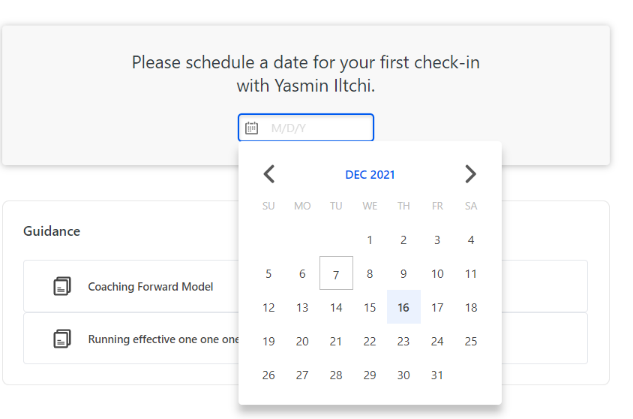 Please schedule a date for your first check-in
with Yasmin Iltchi.
M/D/Y
DEC 2021
SU MO TU WE TH FR SA
1 2 3 4
5 6 7 8 9 10 11
12 13 14 15 16 17 18
19 20 21 22 23 24 25
26 27 28 29 30 31
Guidance
Coaching Forward Model
Running effective one one one